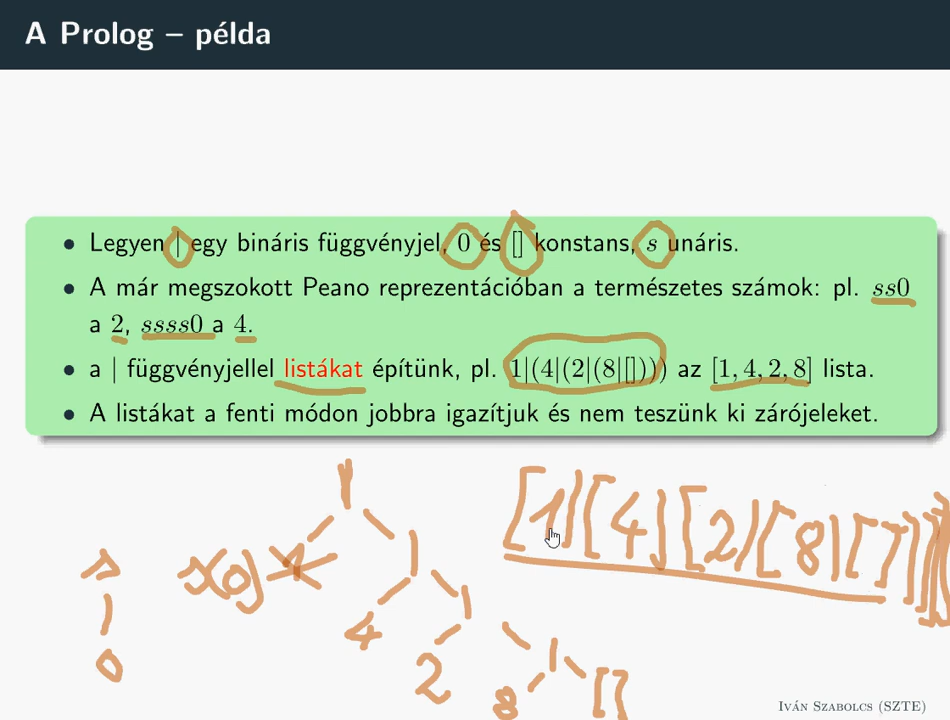 A Prolog – példa
• Legyen | egy bináris függvényjel, 0 és [] konstans, s unáris.
• A már megszokott Peano reprezentációban a természetes számok: pl. ss0
a 2, ssss0 a 4.
• a | függvényjellel listákat építünk, pl. 1|(4|(2|(8|[]))) az [1, 4, 2, 8] lista.
• A listákat a fenti módon jobbra igazítjuk és nem teszünk ki zárójeleket.
[1|[4|[2|[8|[]]]]]
s
0
|
|
4 |
2 |
8 []
Iván Szabolcs (SZTE)